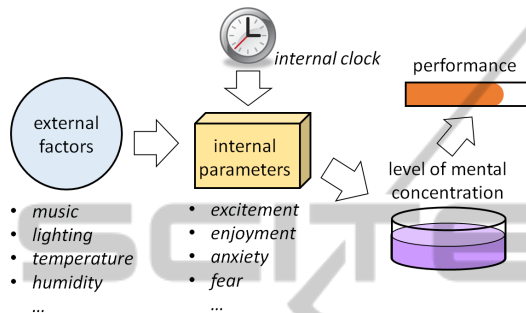 internal clock
performance
external
factors
internal
parameters
level of mental
concentration
• music
• lighting
• temperature
• humidity
...
• excitement
• enjoyment
• anxiety
• fear
...
SCITE